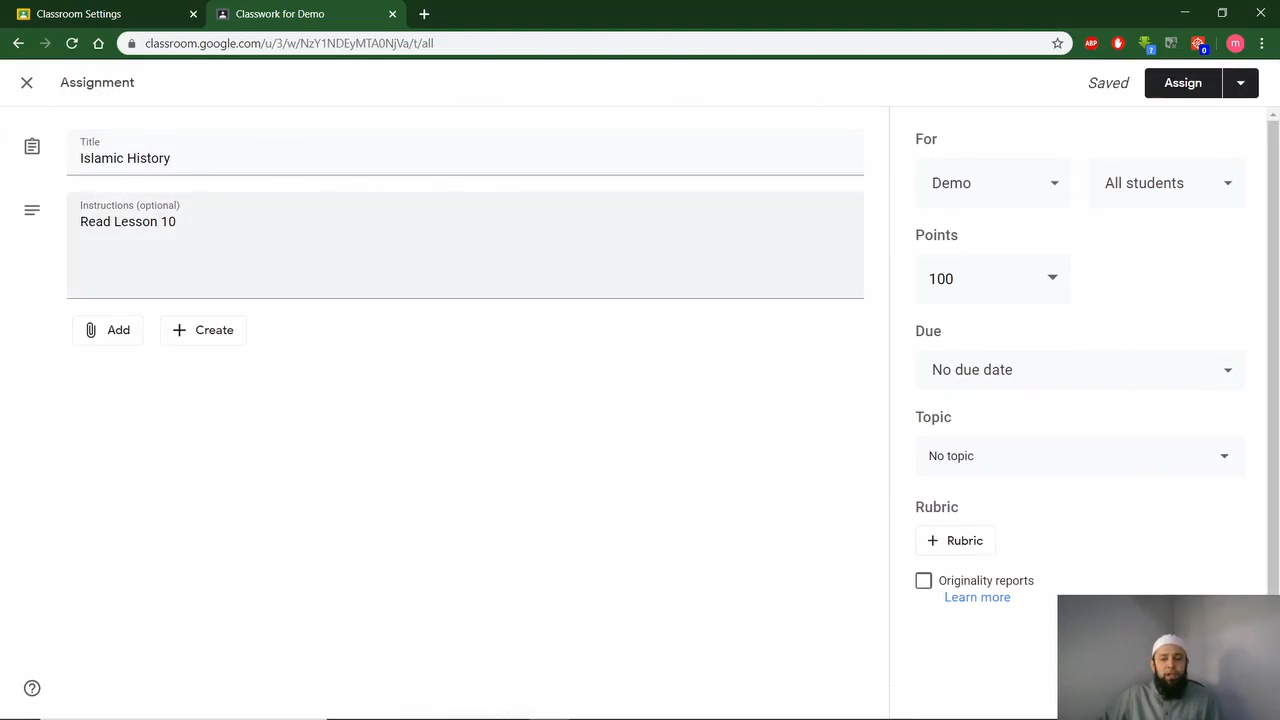 Classroom Settings
Classwork for Demo
classroom.google.com/u/3/w/NzY1NDEyMTA0NjVa/t/all
ABP
?
0
m
Assignment
Saved
Assign
Title
Islamic History
Instructions (optional)
Read Lesson 10
Add
Create
For
Demo
All students
Points
100
Due
No due date
Topic
No topic
Rubric
Rubric
Originality reports
Learn more